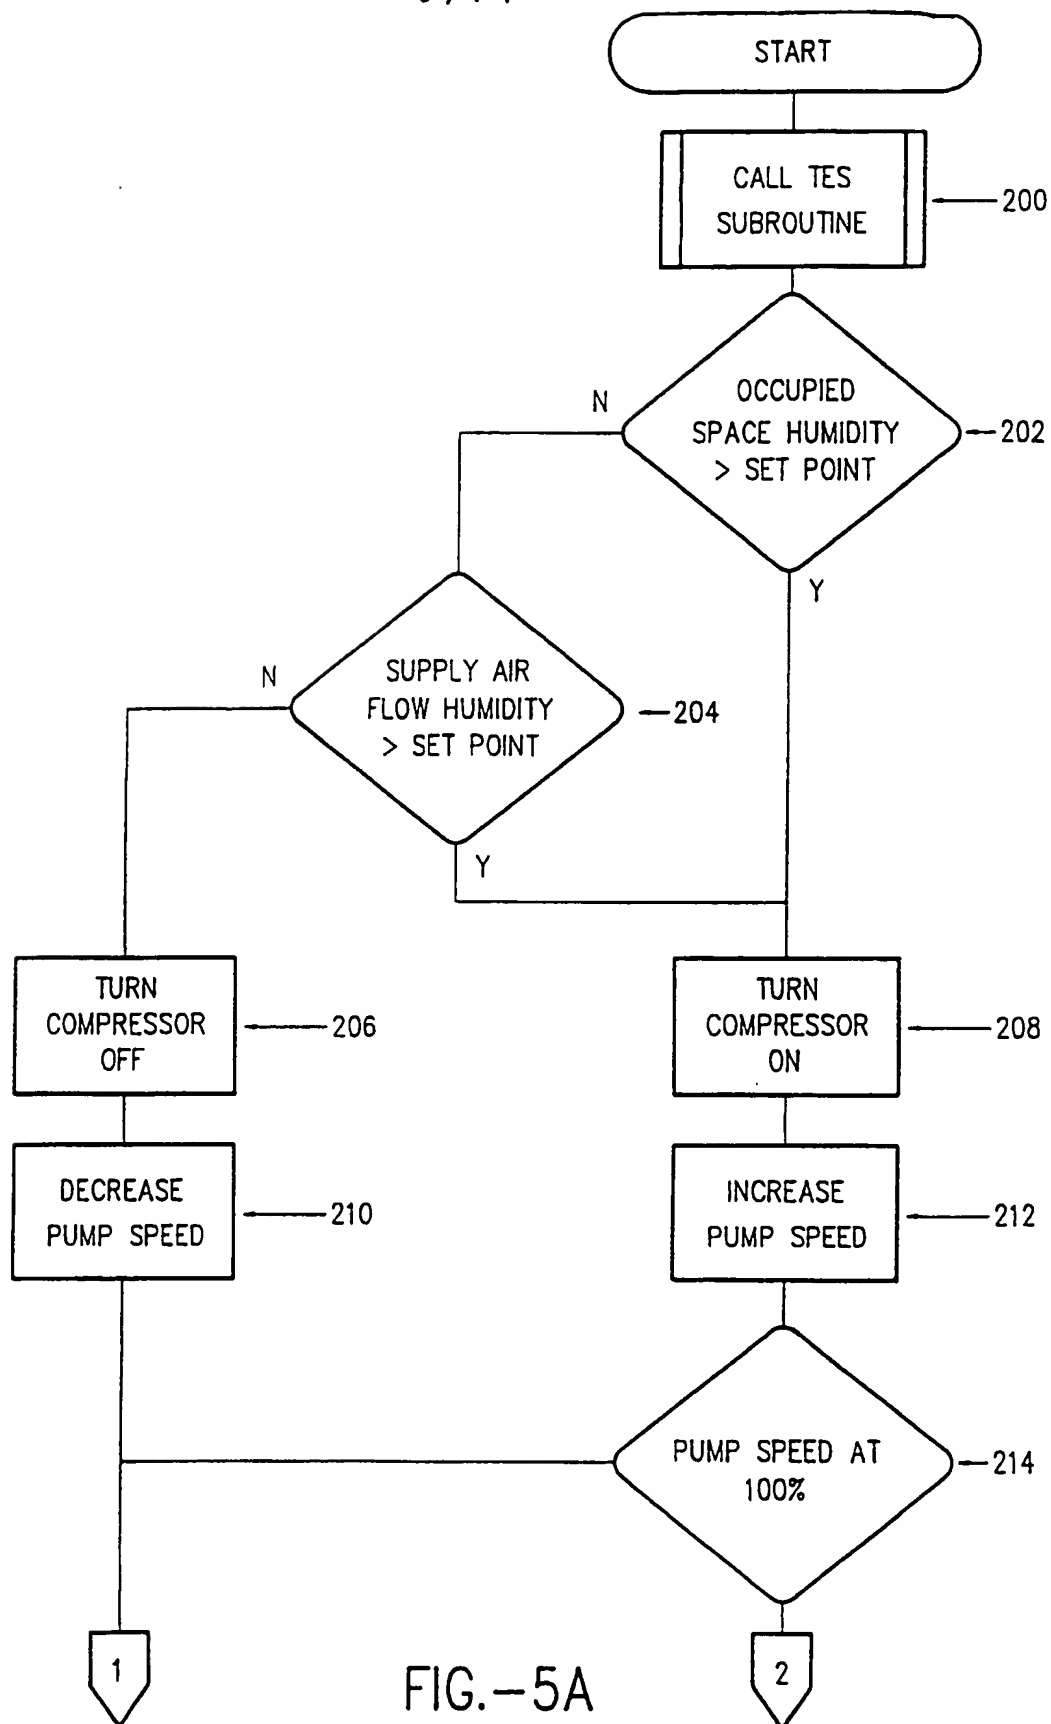 START
CALL TES
SUBROUTINE
200
OCCUPIED
SPACE HUMIDITY
> SET POINT
202
N
Y
SUPPLY AIR
FLOW HUMIDITY
> SET POINT
204
N
Y
TURN
COMPRESSOR
OFF
206
TURN
COMPRESSOR
ON
208
DECREASE
PUMP SPEED
210
INCREASE
PUMP SPEED
212
PUMP SPEED AT
100%
214
1
2
FIG.-5A